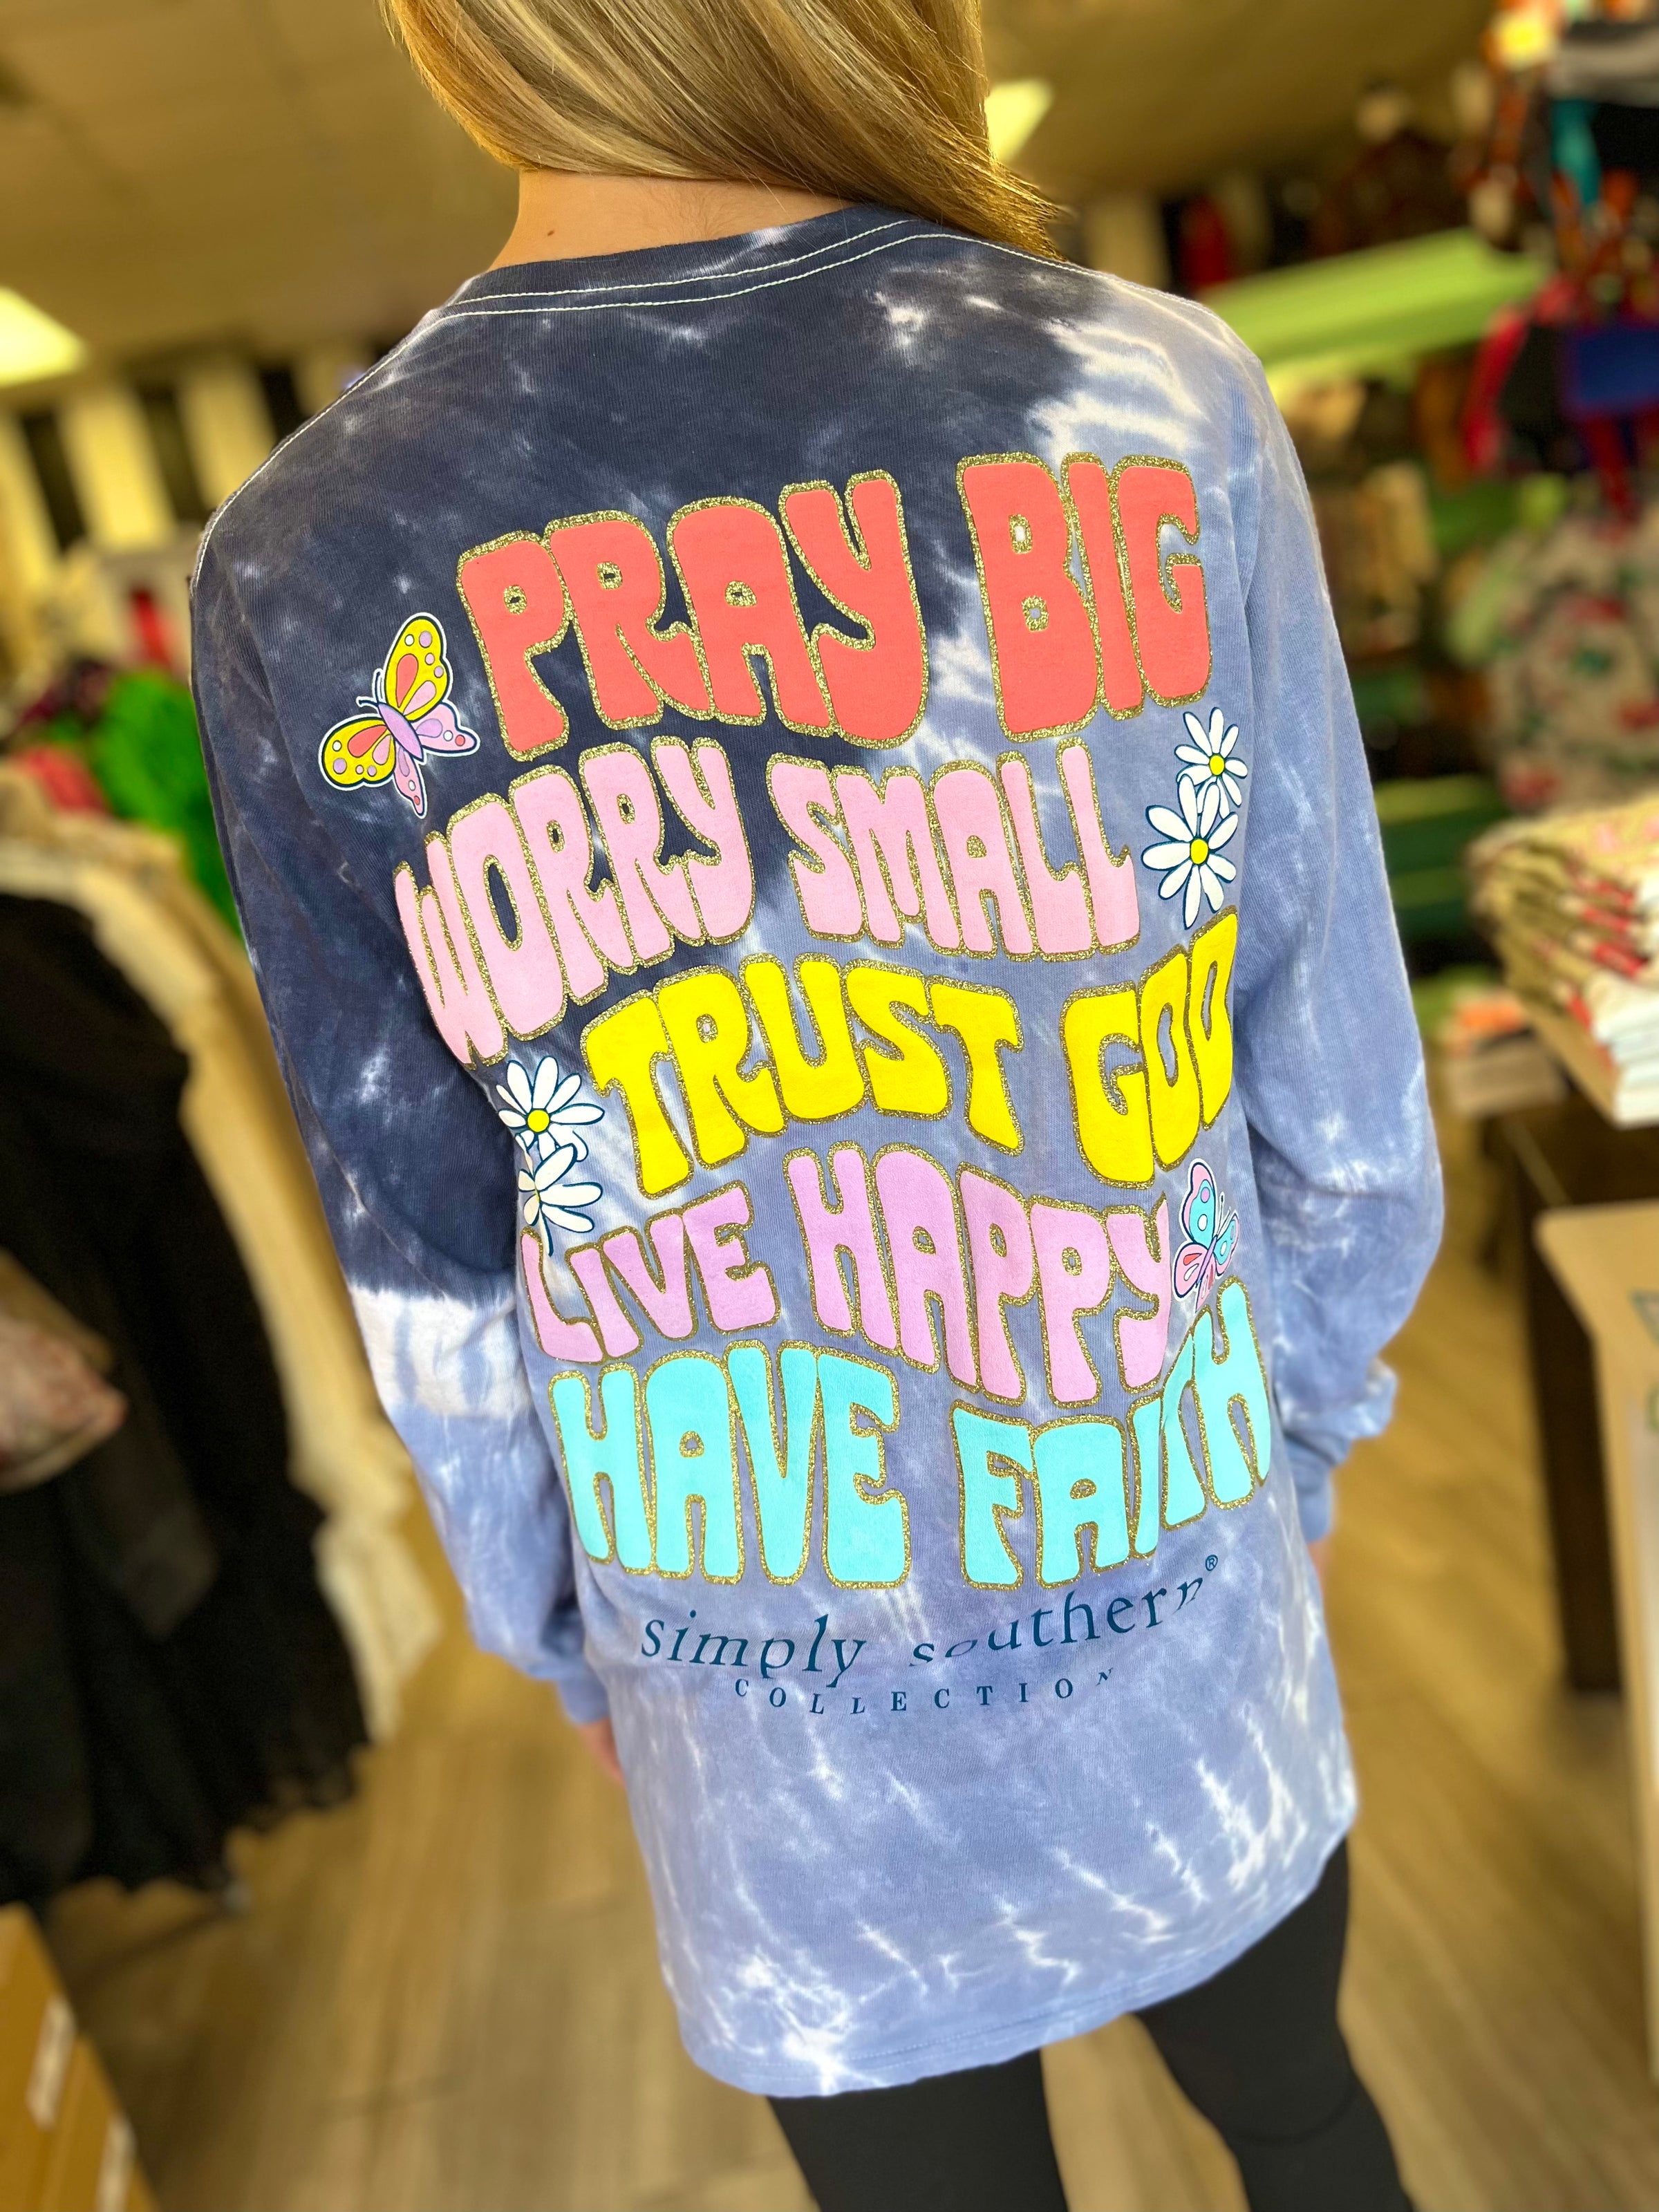 PRAY BIG
WORRY SMALL
TRUST GOD
LIVE HAPPY
HAVE FAITH
simply southern®
COLLECTION